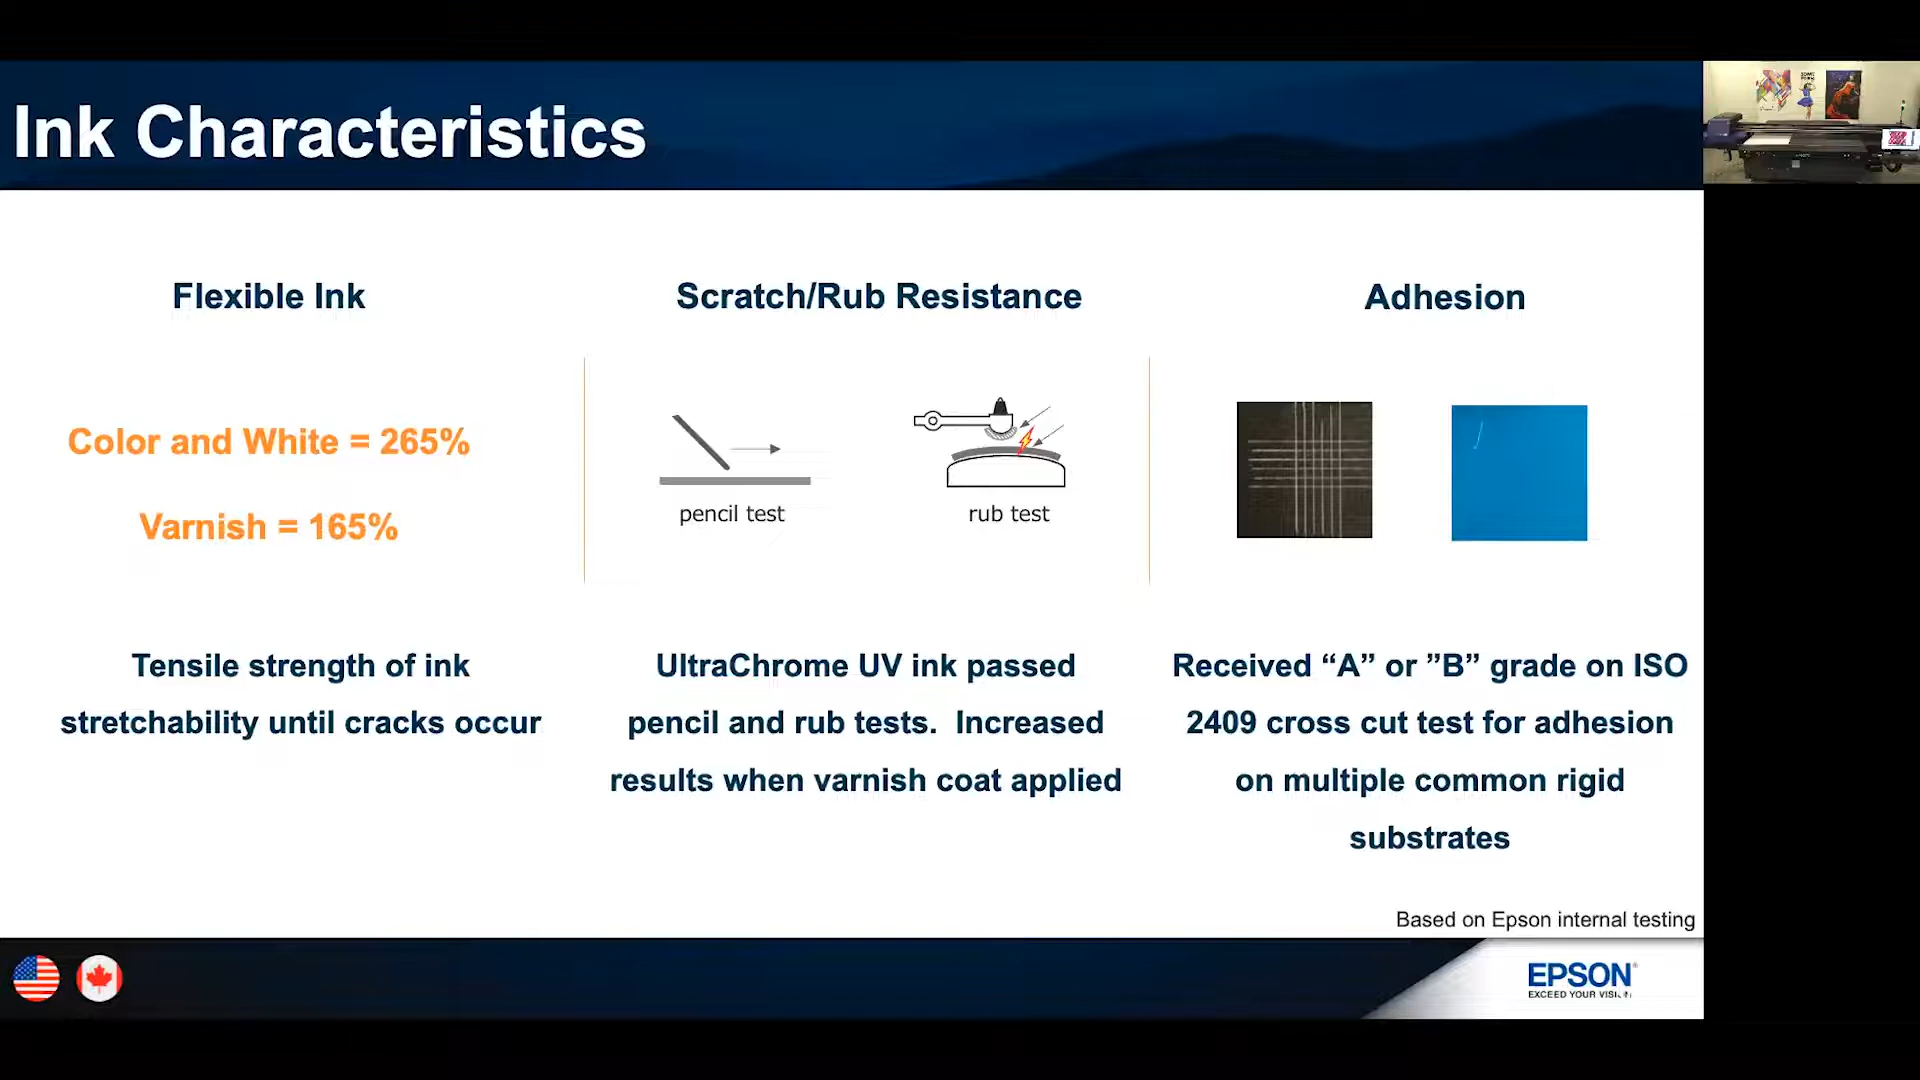 Ink Characteristics
Flexible Ink
Color and White = 265%
Varnish = 165%
Tensile strength of ink
stretchability until cracks occur
Scratch/Rub Resistance
pencil test
rub test
UltraChrome UV ink passed
pencil and rub tests.  Increased
results when varnish coat applied
Adhesion
Received “A” or ”B” grade on ISO
2409 cross cut test for adhesion
on multiple common rigid
substrates
Based on Epson internal testing
EPSON
EXCEED YOUR VISION